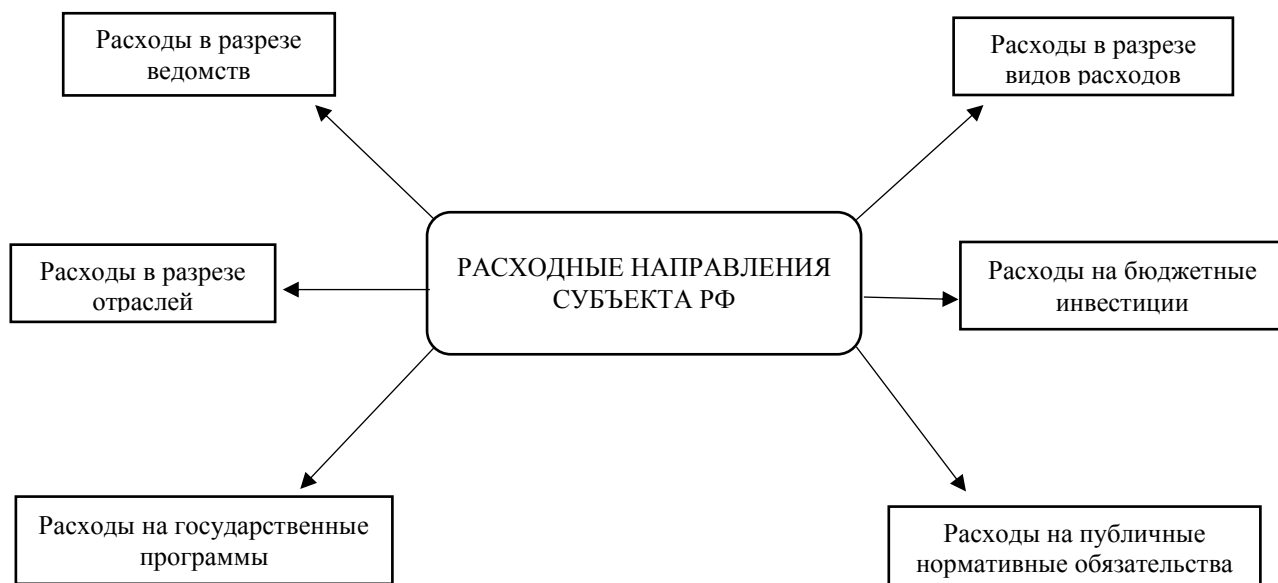 Расходы в разрезе
ведомств
Расходы в разрезе
видов расходов
РАСХОДНЫЕ НАПРАВЛЕНИЯ
СУБЪЕКТА РФ
Расходы в разрезе
отраслей
Расходы на бюджетные
инвестиции
Расходы на государственные
программы
Расходы на публичные
нормативные обязательства